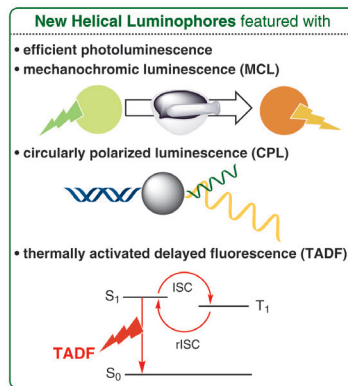 New Helical Luminophores featured with
• efficient photoluminescence
• mechanochromic luminescence (MCL)
• circularly polarized luminescence (CPL)
• thermally activated delayed fluorescence (TADF)
ISC
S1
T1
rISC
TADF
S0